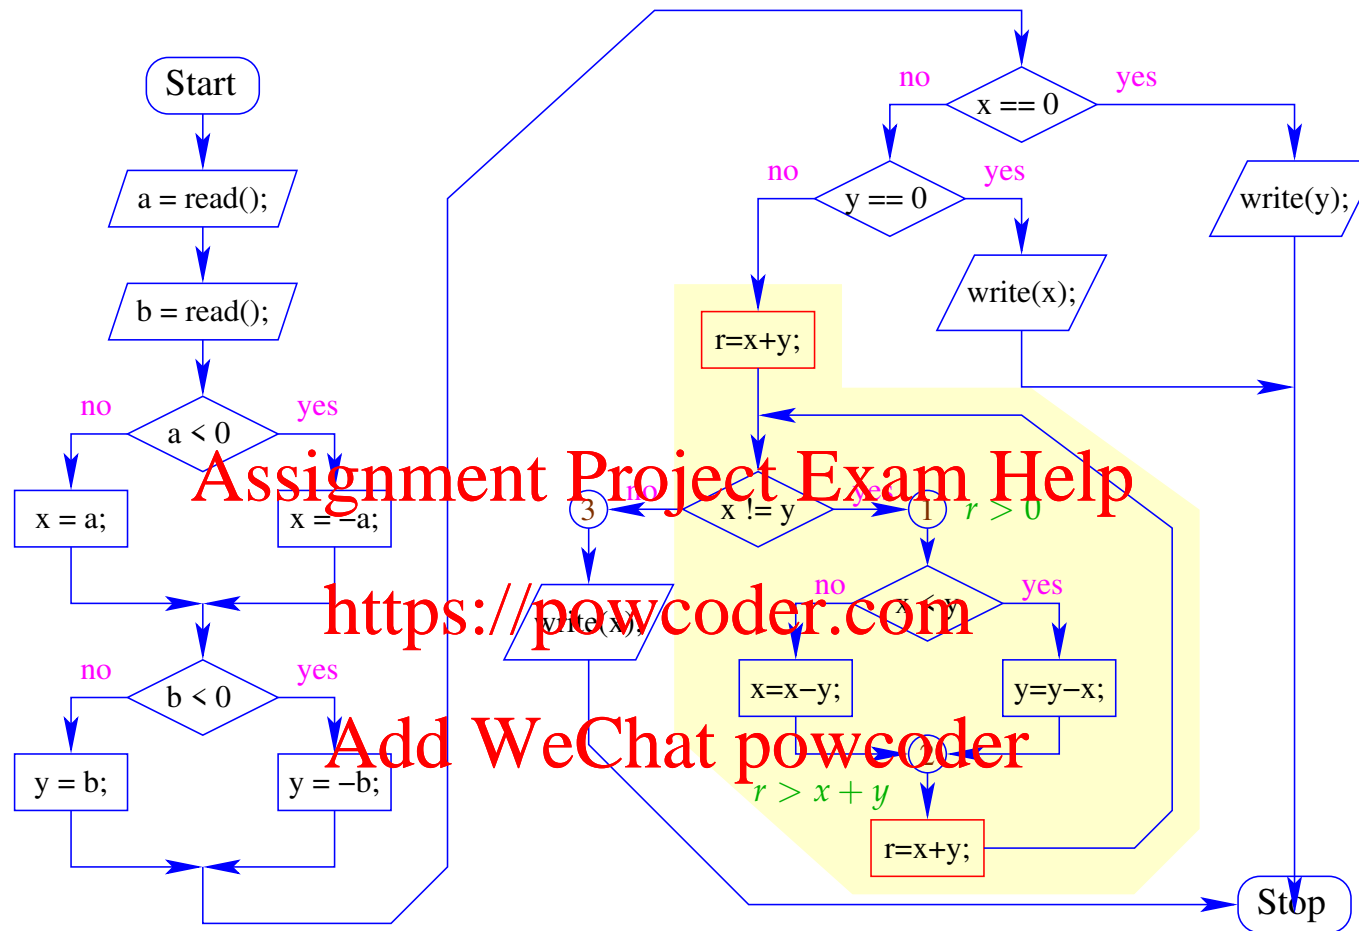 Start
a = read();
b = read();
a < 0
no
yes
x = a;
x = −a;
b < 0
no
yes
y = b;
y = −b;
x == 0
no
yes
write(y);
y == 0
no
yes
write(x);
r=x+y;
x != y
no
yes
3
1
r > 0
write(x);
x < y
no
yes
x=x−y;
y=y−x;
2
r > x + y
r=x+y;
Stop
Assignment Project Exam Help
https://powcoder.com
Add WeChat powcoder